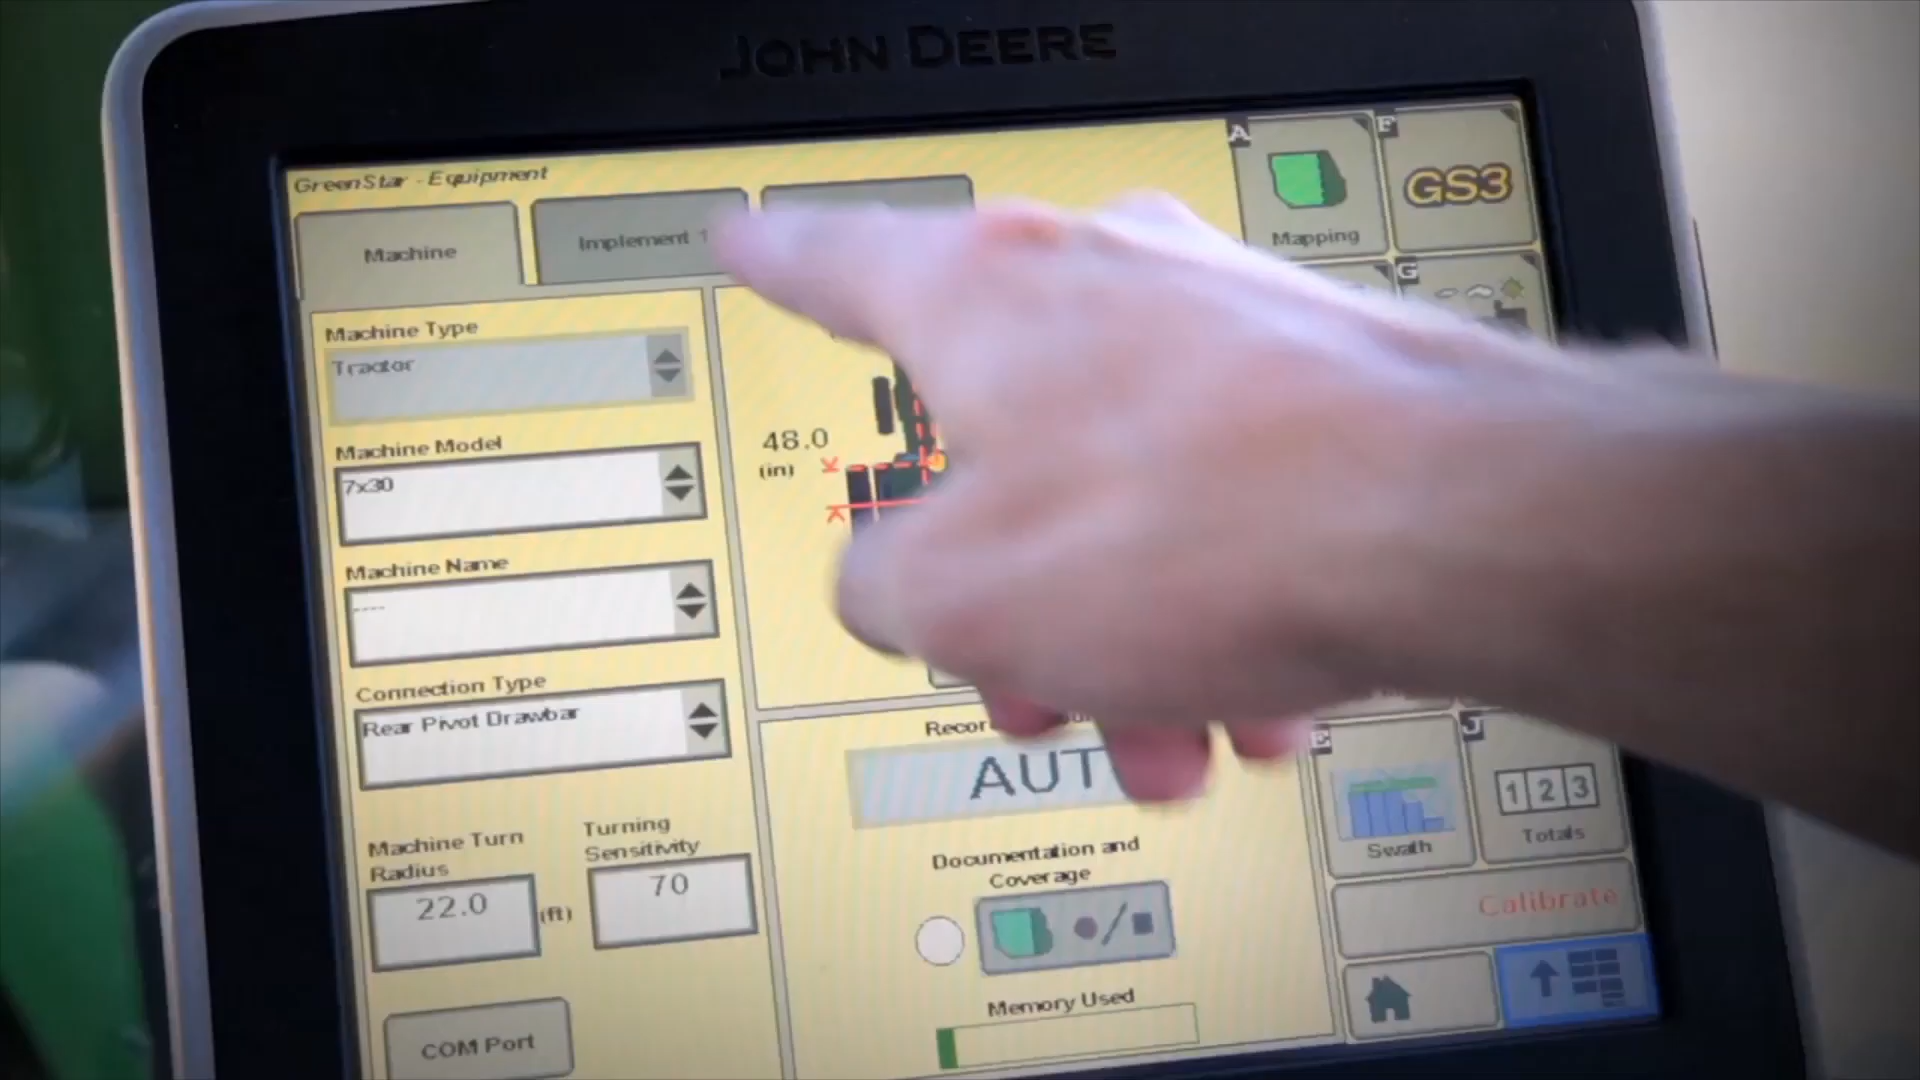 JOHN DEERE
GreenStar - Equipment
Machine
Implement 1
A
Mapping
F
GS3
G
Machine Type
Tractor
Machine Model
7x30
Machine Name
----
Connection Type
Rear Pivot Drawbar
Machine Turn
Radius
22.0
(ft)
Turning
Sensitivity
70
COM Port
48.0
(in)
AUT
Documentation and
Coverage
Memory Used
E
Swath
J
1 2 3
Totals
Calibrate